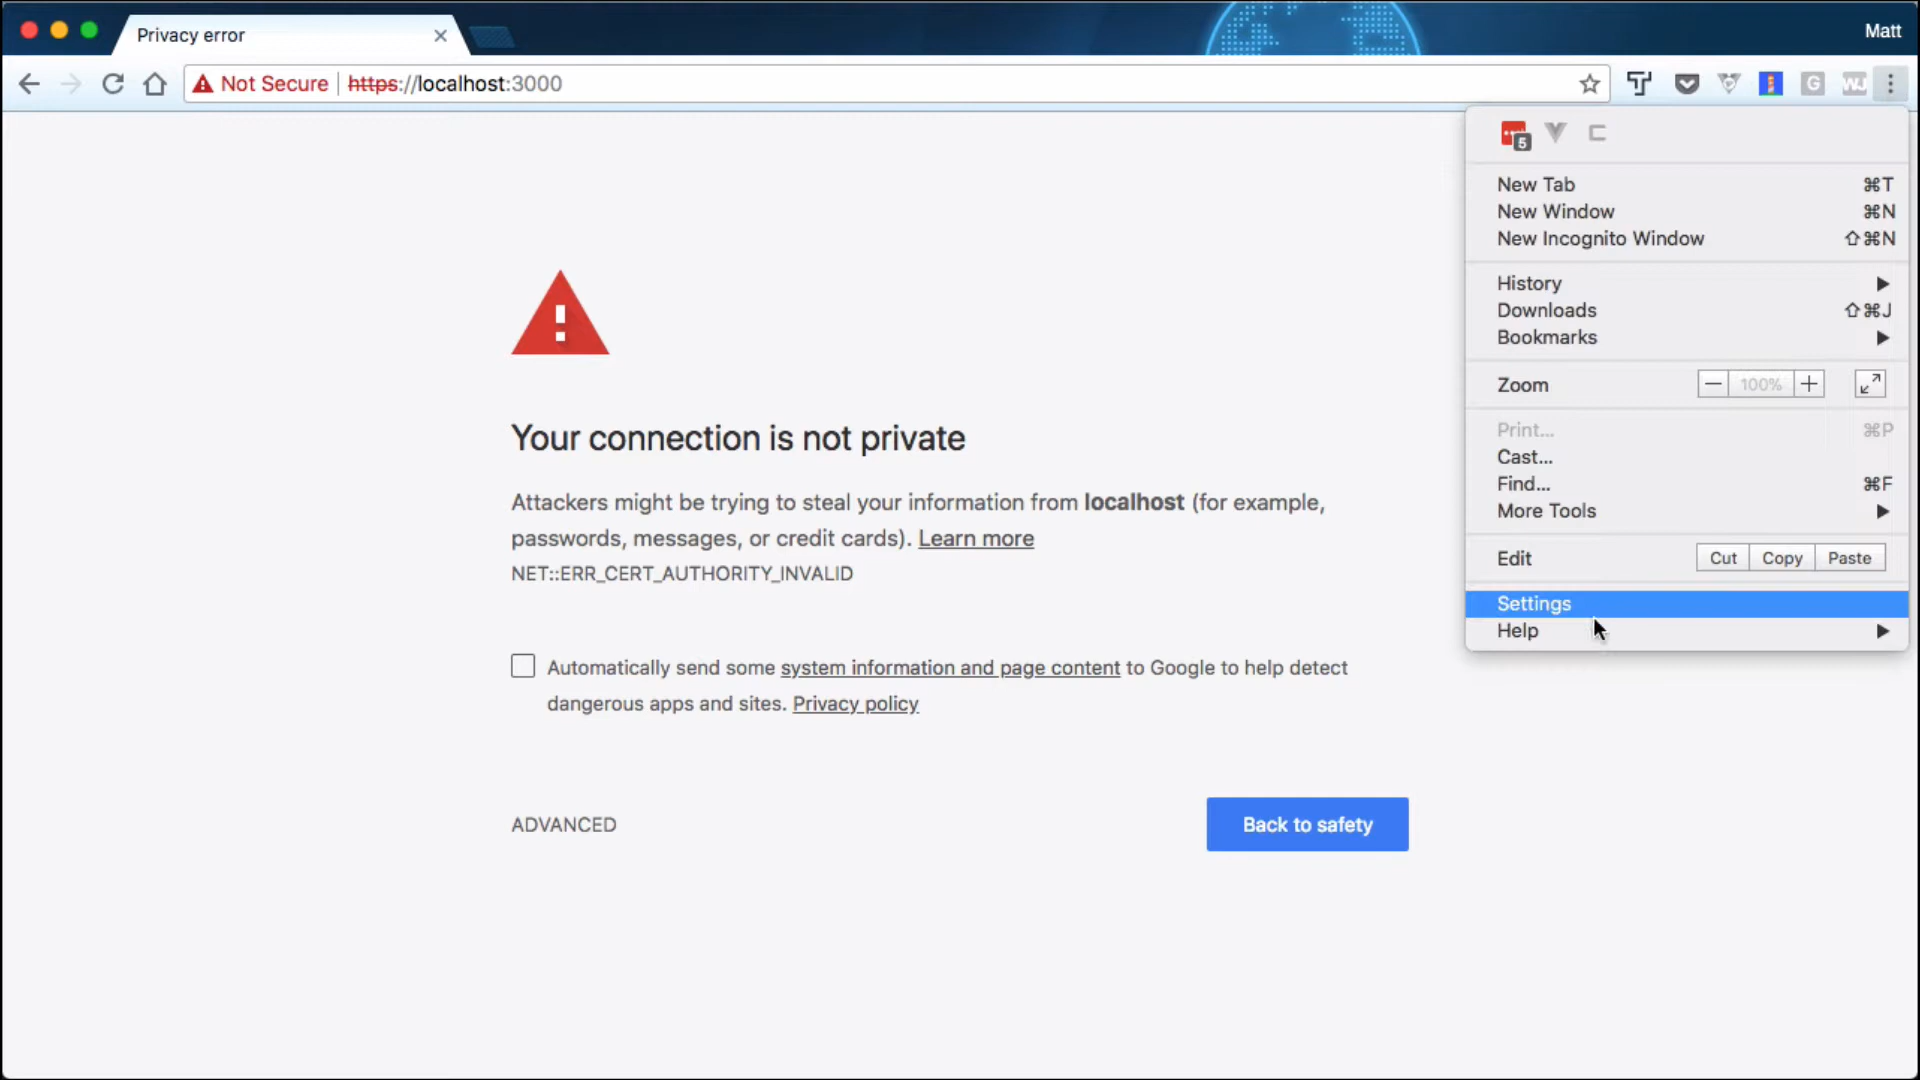 Privacy error
Matt
Not Secure
https://localhost:3000
G
5
New Tab ⌘T
New Window ⌘N
New Incognito Window ⇧⌘N
History
Downloads ⇧⌘J
Bookmarks
Zoom − 100% +
Print... ⌘P
Cast...
Find... ⌘F
More Tools
Edit Cut Copy Paste
Settings
Help
Your connection is not private
Attackers might be trying to steal your information from localhost (for example,
passwords, messages, or credit cards). Learn more
NET::ERR_CERT_AUTHORITY_INVALID
Automatically send some system information and page content to Google to help detect
dangerous apps and sites. Privacy policy
ADVANCED
Back to safety